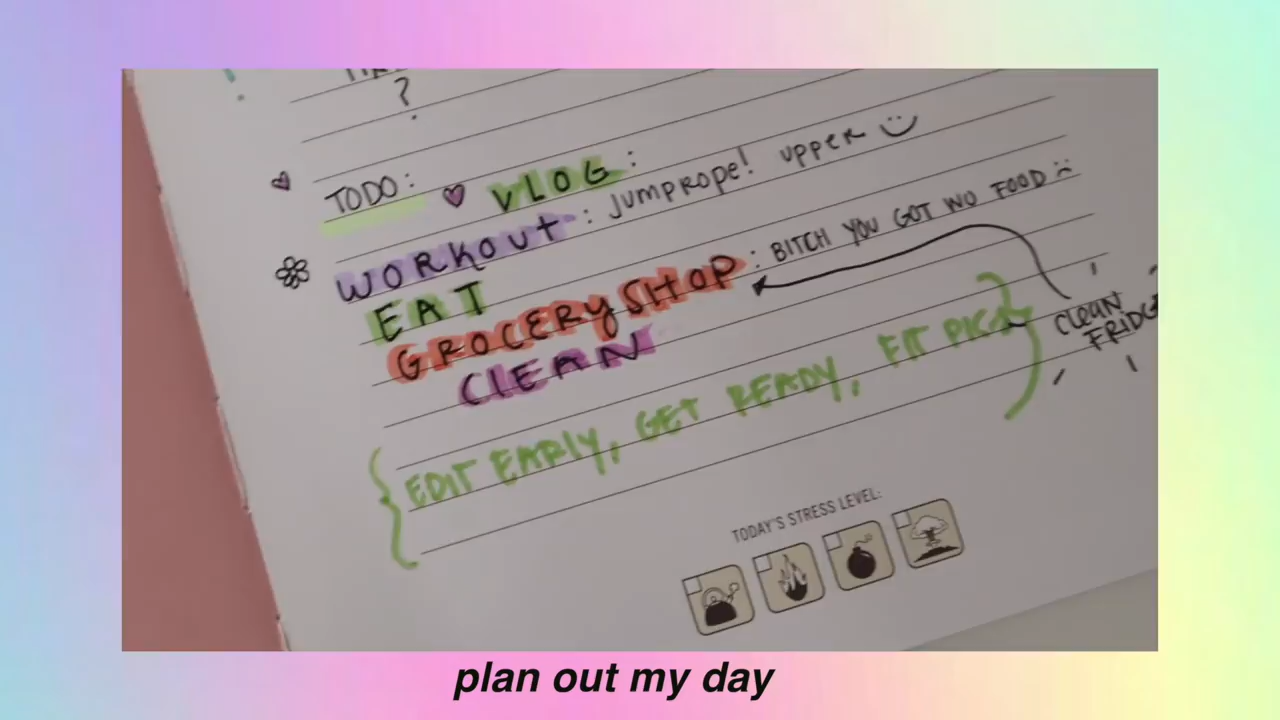 ?
TODO: VLOG:
WORKOUT: JUMPROPE! UPPER
EAT
GROCERY SHOP: BITCH YOU GOT NO FOOD
CLEAN
CLEAN
FRIDGE
EDIT EARLY, GET READY, FIT PICS
TODAY'S STRESS LEVEL:
plan out my day